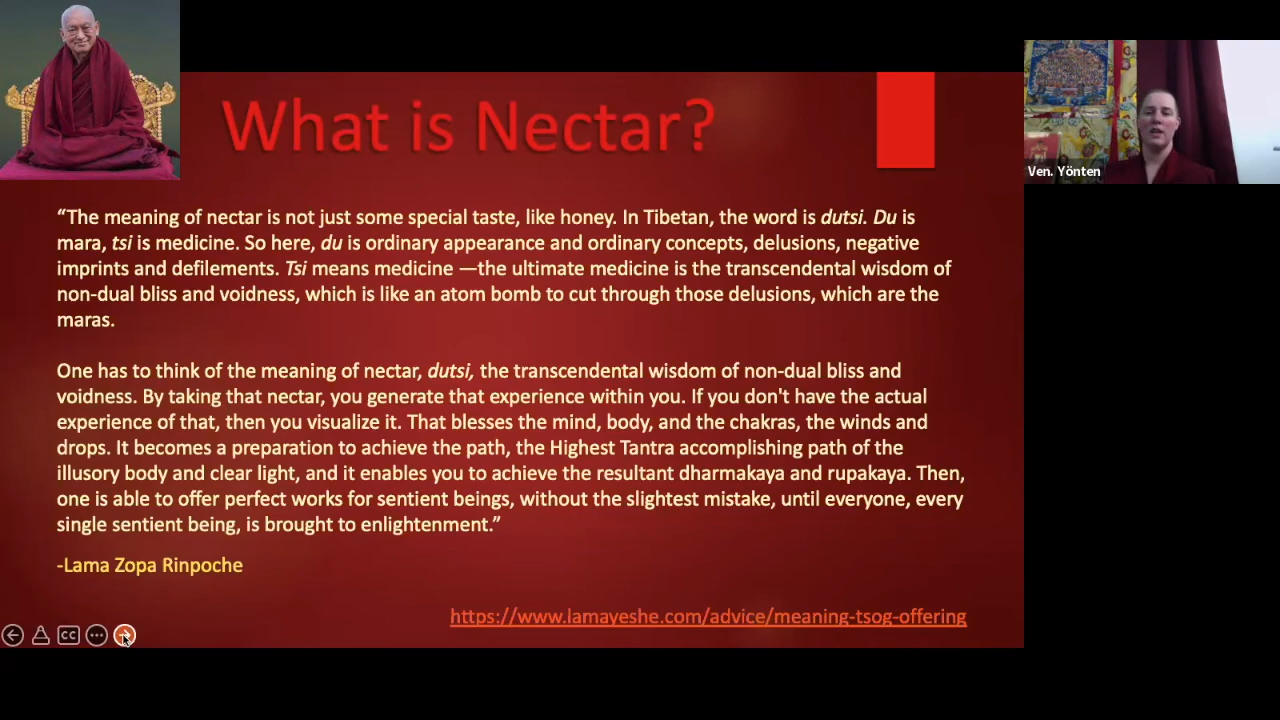 What is Nectar?
“The meaning of nectar is not just some special taste, like honey. In Tibetan, the word is dutsi. Du is
mara, tsi is medicine. So here, du is ordinary appearance and ordinary concepts, delusions, negative
imprints and defilements. Tsi means medicine —the ultimate medicine is the transcendental wisdom of
non-dual bliss and voidness, which is like an atom bomb to cut through those delusions, which are the
maras.
One has to think of the meaning of nectar, dutsi, the transcendental wisdom of non-dual bliss and
voidness. By taking that nectar, you generate that experience within you. If you don't have the actual
experience of that, then you visualize it. That blesses the mind, body, and the chakras, the winds and
drops. It becomes a preparation to achieve the path, the Highest Tantra accomplishing path of the
illusory body and clear light, and it enables you to achieve the resultant dharmakaya and rupakaya. Then,
one is able to offer perfect works for sentient beings, without the slightest mistake, until everyone, every
single sentient being, is brought to enlightenment.”
-Lama Zopa Rinpoche
https://www.lamayeshe.com/advice/meaning-tsog-offering
CC
Ven. Yönten